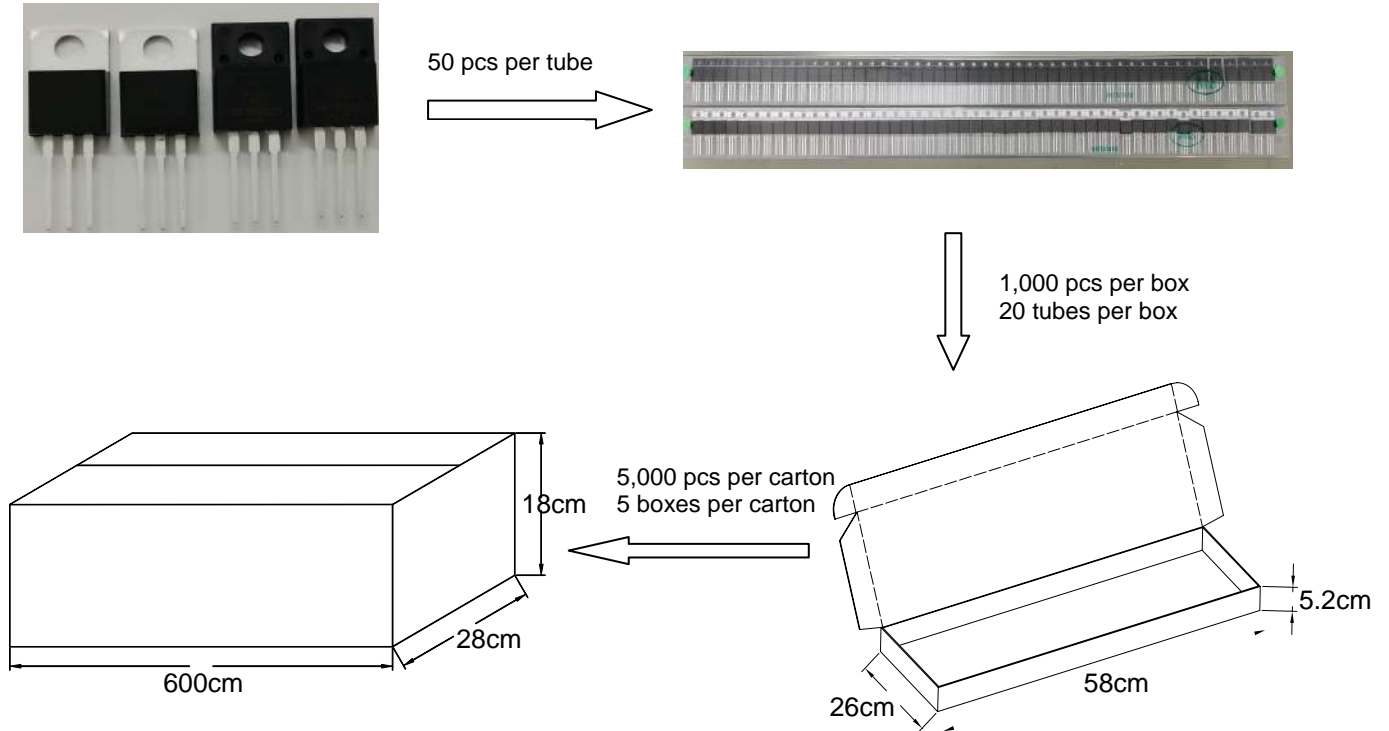 50 pcs per tube
1,000 pcs per box
20 tubes per box
5,000 pcs per carton
5 boxes per carton
18cm
28cm
600cm
5.2cm
58cm
26cm